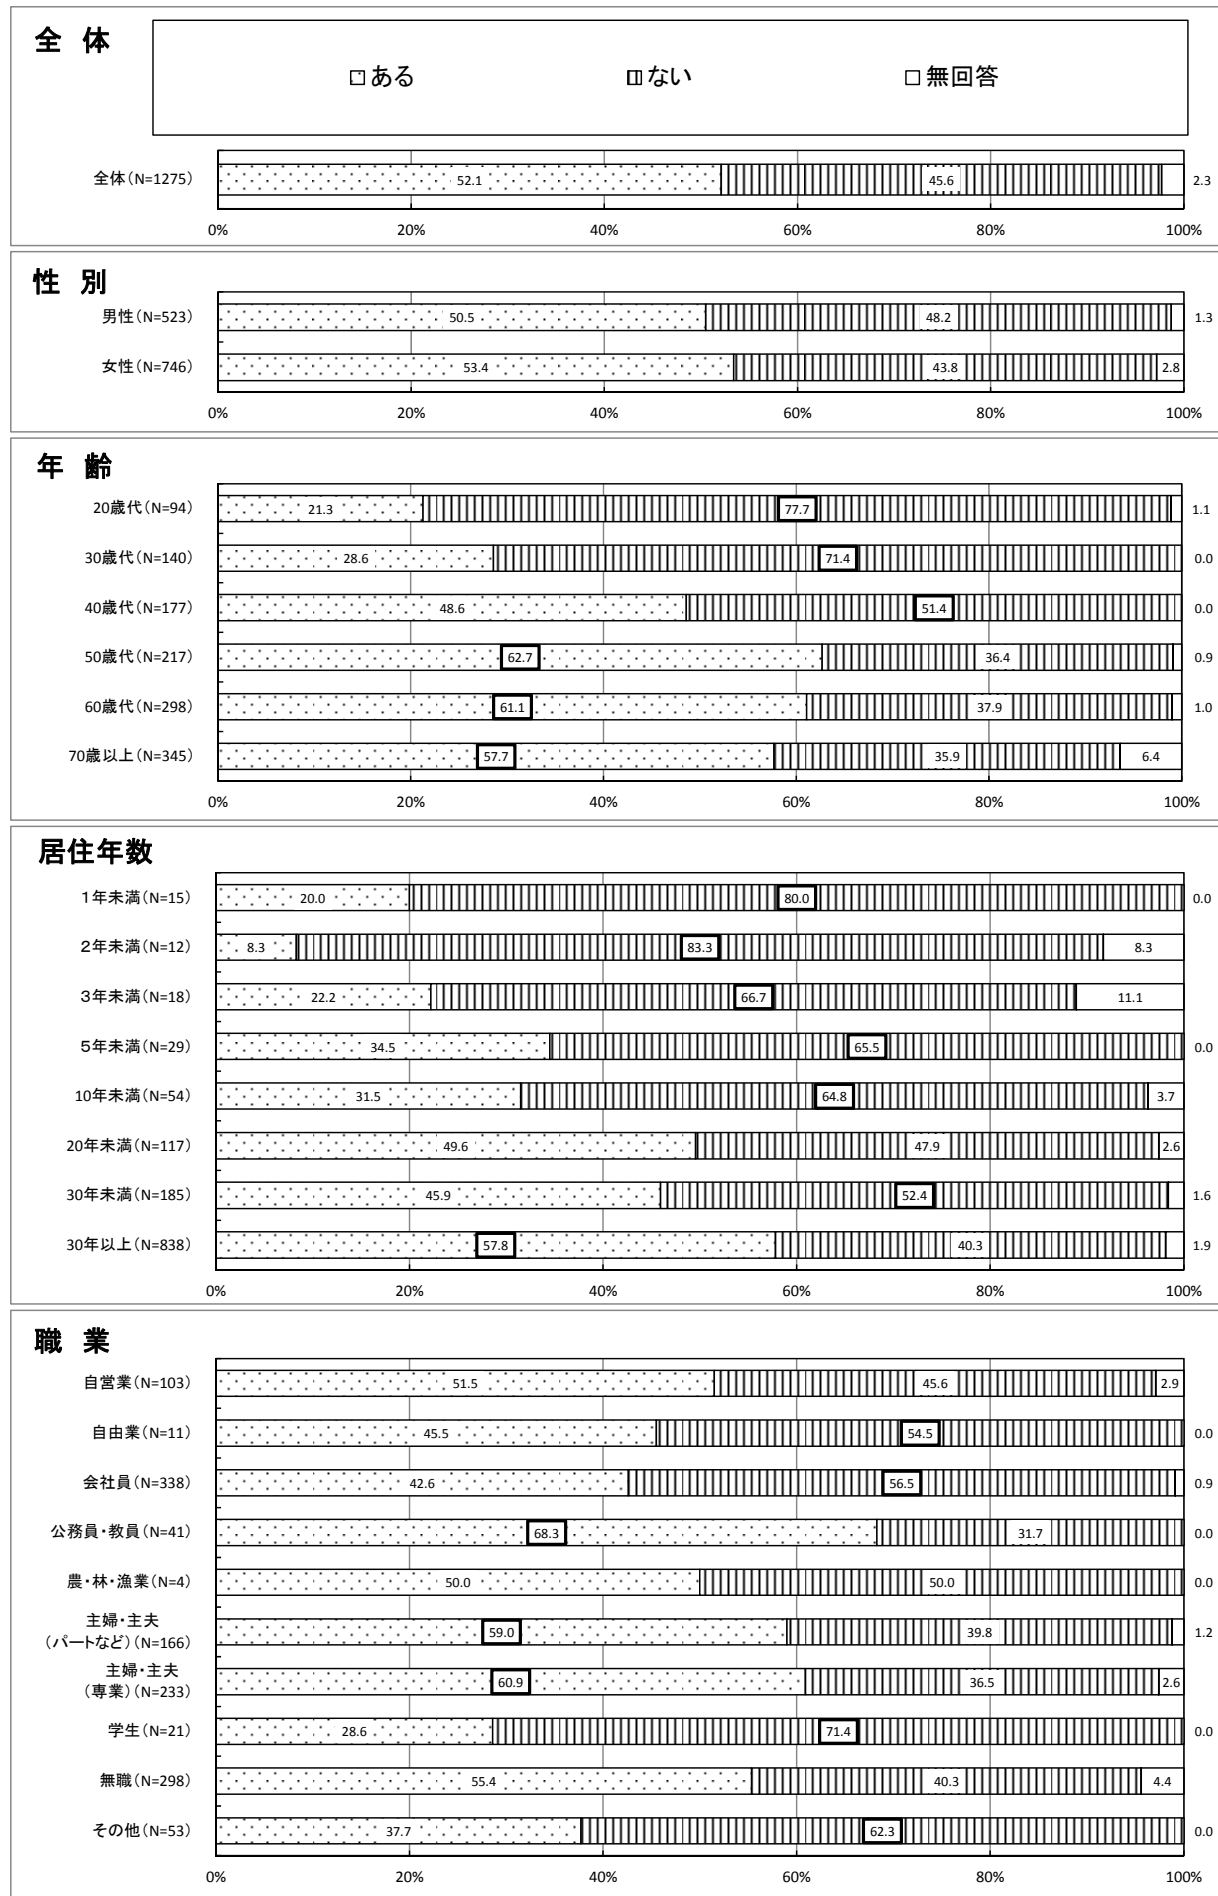 全 体
ある ない 無回答
全体(N=1275) 52.1 45.6 2.3
0% 20% 40% 60% 80% 100%
性 別
男性(N=523) 50.5 48.2 1.3
女性(N=746) 53.4 43.8 2.8
0% 20% 40% 60% 80% 100%
年 齢
20歳代(N=94) 21.3 77.7 1.1
30歳代(N=140) 28.6 71.4 0.0
40歳代(N=177) 48.6 51.4 0.0
50歳代(N=217) 62.7 36.4 0.9
60歳代(N=298) 61.1 37.9 1.0
70歳以上(N=345) 57.7 35.9 6.4
0% 20% 40% 60% 80% 100%
居住年数
1年未満(N=15) 20.0 80.0 0.0
2年未満(N=12) 8.3 83.3 8.3
3年未満(N=18) 22.2 66.7 11.1
5年未満(N=29) 34.5 65.5 0.0
10年未満(N=54) 31.5 64.8 3.7
20年未満(N=117) 49.6 47.9 2.6
30年未満(N=185) 45.9 52.4 1.6
30年以上(N=838) 57.8 40.3 1.9
0% 20% 40% 60% 80% 100%
職 業
自営業(N=103) 51.5 45.6 2.9
自由業(N=11) 45.5 54.5 0.0
会社員(N=338) 42.6 56.5 0.9
公務員・教員(N=41) 68.3 31.7 0.0
農・林・漁業(N=4) 50.0 50.0 0.0
主婦・主夫
(パートなど)(N=166) 59.0 39.8 1.2
主婦・主夫
(専業)(N=233) 60.9 36.5 2.6
学生(N=21) 28.6 71.4 0.0
無職(N=298) 55.4 40.3 4.4
その他(N=53) 37.7 62.3 0.0
0% 20% 40% 60% 80% 100%